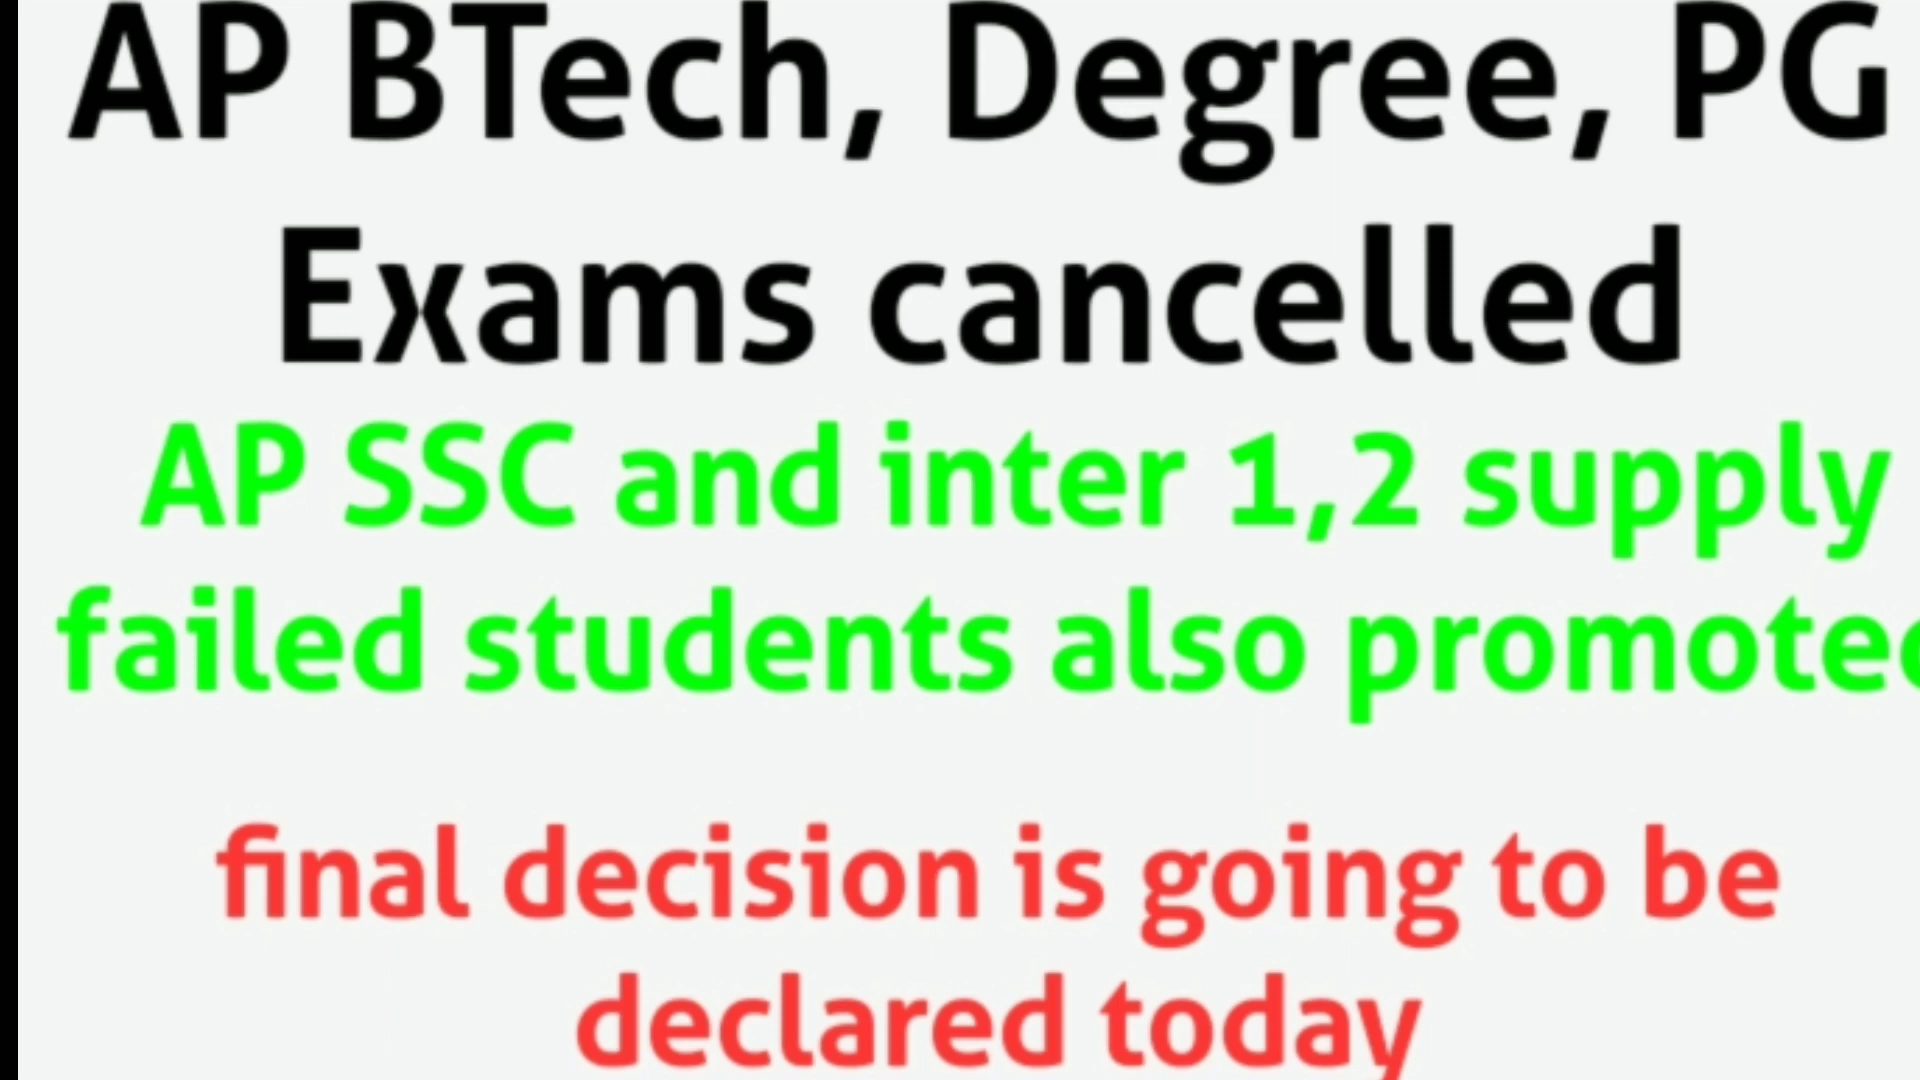 AP BTech, Degree, PG
Exams cancelled
AP SSC and inter 1,2 supply
failed students also promoted
final decision is going to be
declared today